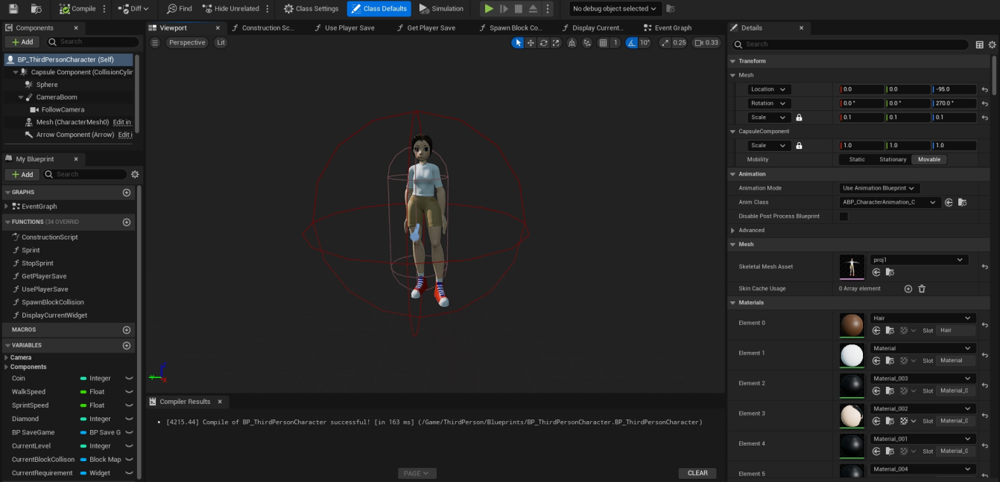 Compile
Diff
Find
Hide Unrelated
Class Settings
Class Defaults
Simulation
No debug object selected
Components
Add
Search
BP_ThirdPersonCharacter (Self)
Capsule Component (CollisionCylin
Sphere
CameraBoom
FollowCamera
Mesh (CharacterMesh0) Edit in
Arrow Component (Arrow) Edit i
My Blueprint
Add
Search
GRAPHS
EventGraph
FUNCTIONS (34 OVERRID
ConstructionScript
Sprint
StopSprint
GetPlayerSave
UsePlayerSave
SpawnBlockCollision
DisplayCurrentWidget
MACROS
VARIABLES
Camera
Components
Coin Integer
WalkSpeed Float
SprintSpeed Float
Diamond Integer
BP SaveGame BP Save G
CurrentLevel Integer
CurrentBlockCollison Block Map
CurrentRequirement Widget
Viewport
Construction Sc...
Use Player Save
Get Player Save
Spawn Block Co...
Display Current...
Event Graph
Perspective
Lit
1
10°
0.25
0.33
Compiler Results
[4215.44] Compile of BP_ThirdPersonCharacter successful! [in 163 ms] (/Game/ThirdPerson/Blueprints/BP_ThirdPersonCharacter.BP_ThirdPersonCharacter)
PAGE
CLEAR
Details
Search
Transform
Mesh
Location 0.0 0.0 -95.0
Rotation 0.0 ° 0.0 ° 270.0 °
Scale 0.1 0.1 0.1
CapsuleComponent
Scale 1.0 1.0 1.0
Mobility Static Stationary Movable
Animation
Animation Mode Use Animation Blueprint
Anim Class ABP_CharacterAnimation_C
Disable Post Process Blueprint
Advanced
Mesh
Skeletal Mesh Asset proj1
Skin Cache Usage 0 Array element
Materials
Element 0 Hair
Slot Hair
Element 1 Material
Slot Material
Element 2 Material_003
Slot Material_0
Element 3 Material_002
Slot Material_0
Element 4 Material_001
Slot Material_0
Element 5 Material_004